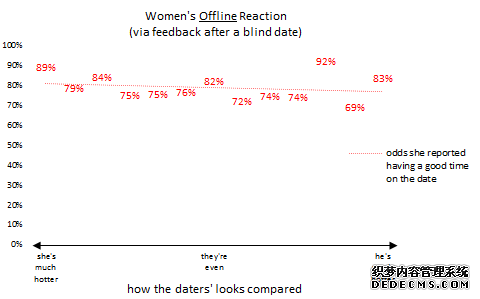 Women's Offline Reaction
(via feedback after a blind date)
100%
90%
80%
70%
60%
50%
40%
30%
20%
10%
0%
89%
79%
84%
75%
75%
76%
82%
72%
74%
74%
92%
69%
83%
odds she reported
having a good time
on the date
she's
much
hotter
they're
even
he's
how the daters' looks compared
织梦内容管理系统
DEDECMS.COM